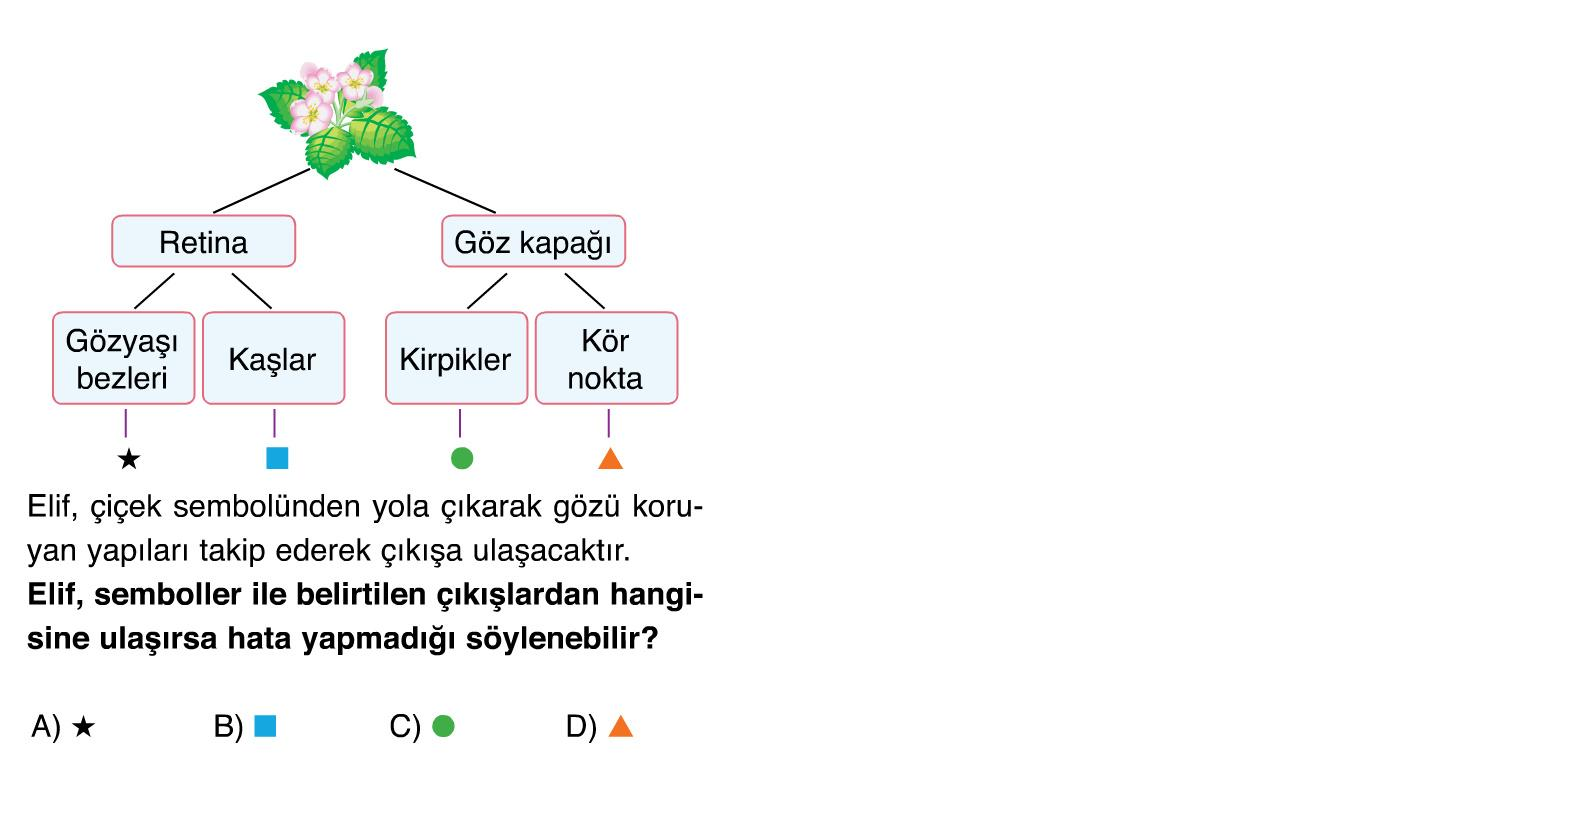 Retina
Göz kapağı
Gözyaşı
bezleri
Kaşlar
Kirpikler
Kör
nokta
Elif, çiçek sembolünden yola çıkarak gözü koru-
yan yapıları takip ederek çıkışa ulaşacaktır.
Elif, semboller ile belirtilen çıkışlardan hangi-
sine ulaşırsa hata yapmadığı söylenebilir?
A) ★ B) ■ C) ● D) ▲